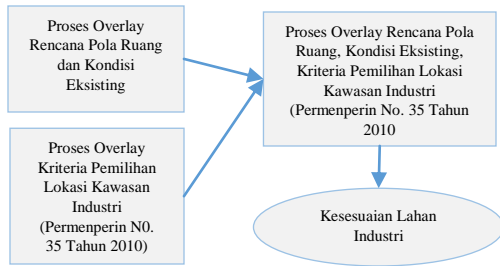 Proses Overlay
Rencana Pola Ruang
dan Kondisi
Eksisting
Proses Overlay
Kriteria Pemilihan
Lokasi Kawasan
Industri
(Permenperin N0.
35 Tahun 2010)
Proses Overlay Rencana Pola
Ruang, Kondisi Eksisting,
Kriteria Pemilihan Lokasi
Kawasan Industri
(Permenperin No. 35 Tahun
2010
Kesesuaian Lahan
Industri